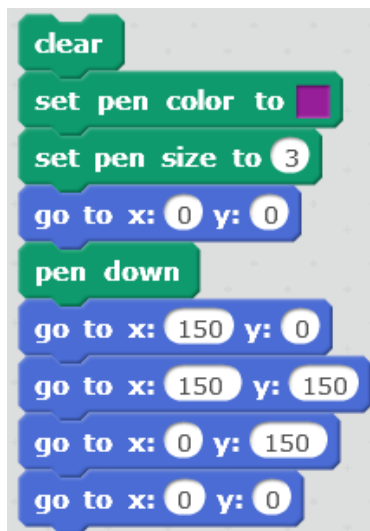 clear
set pen color to
set pen size to 3
go to x: 0 y: 0
pen down
go to x: 150 y: 0
go to x: 150 y: 150
go to x: 0 y: 150
go to x: 0 y: 0